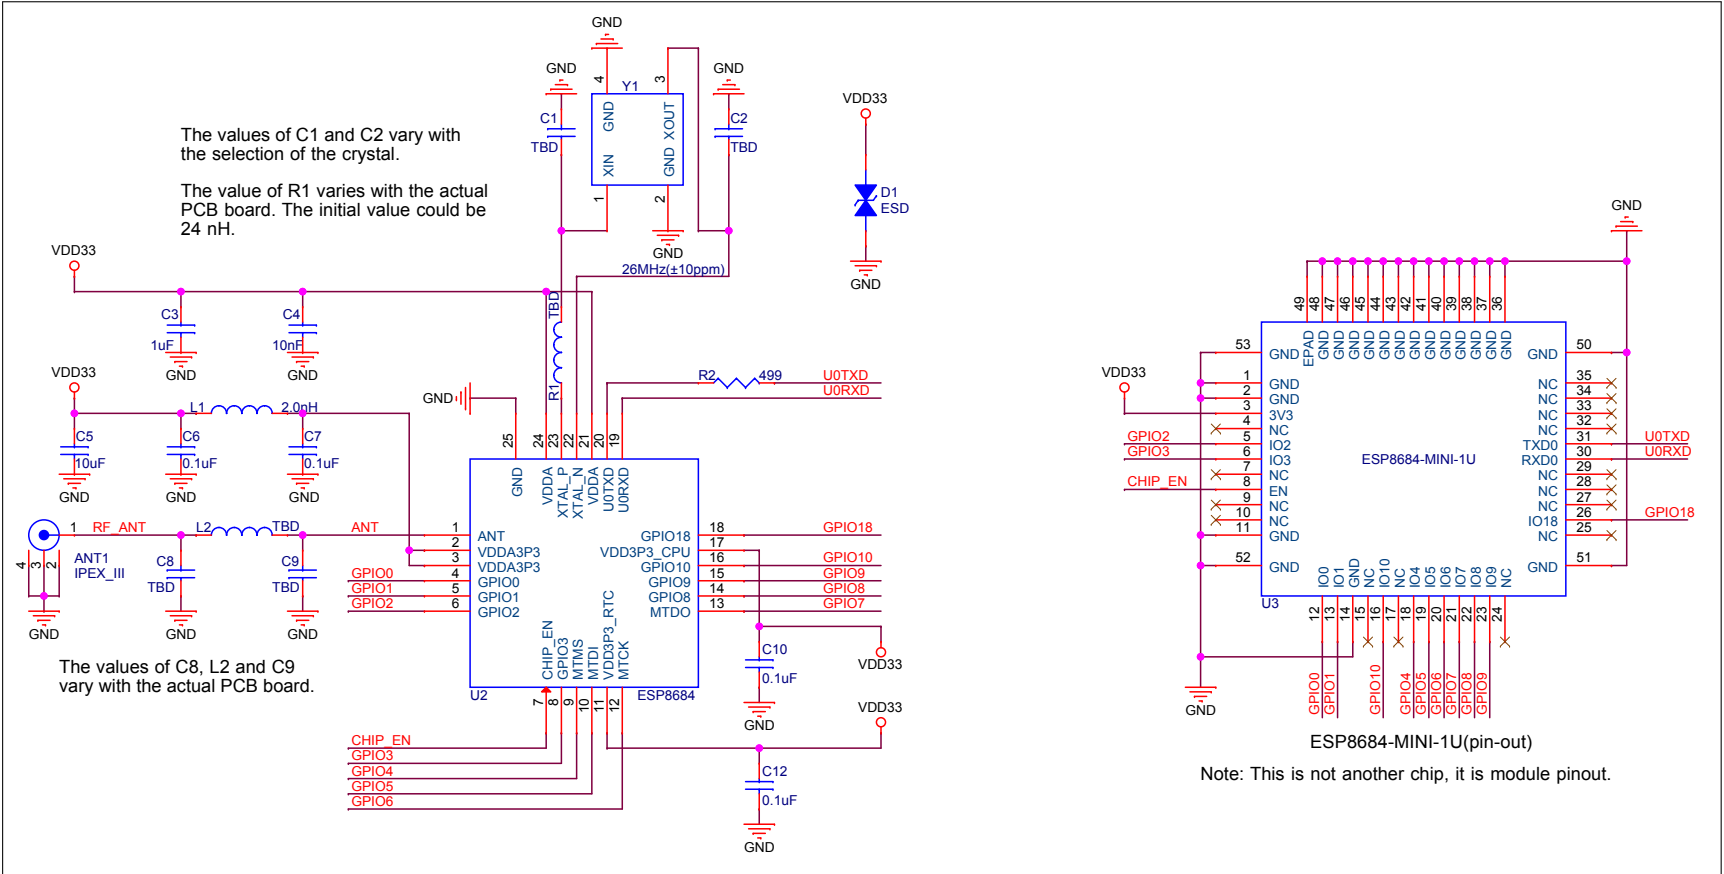 GND
GND
GND
4
3
Y1
VDD33
C1
C2
GND
XOUT
TBD
TBD
The values of C1 and C2 vary with
the selection of the crystal.
XIN
GND
The value of R1 varies with the actual
PCB board. The initial value could be
24 nH.
1
2
D1
ESD
GND
26MHz(±10ppm)
GND
VDD33
C3
1uF
GND
C4
10nF
GND
TBD
R1
VDD33
L1
2.0nH
C5
10uF
GND
C6
0.1uF
GND
C7
0.1uF
GND
GND
R2
499
U0TXD
U0RXD
25
24
23
22
21
20
19
GND
VDDA
XTAL_P
XTAL_N
VDDA
U0TXD
U0RXD
1
RF_ANT
L2
TBD
ANT
ANT1
IPEX_III
4
3
2
GND
C8
TBD
GND
C9
TBD
GND
The values of C8, L2 and C9
vary with the actual PCB board.
GPIO0
GPIO1
GPIO2
1
2
3
4
5
6
ANT
VDDA3P3
VDDA3P3
GPIO0
GPIO1
GPIO2
GPIO18
VDD3P3_CPU
GPIO10
GPIO9
GPIO8
MTDO
18
17
16
15
14
13
GPIO18
GPIO10
GPIO9
GPIO8
GPIO7
CHIP_EN
GPIO3
MTMS
MTDI
VDD3P3_RTC
MTCK
U2
ESP8684
7
8
9
10
11
12
CHIP_EN
GPIO3
GPIO4
GPIO5
GPIO6
C10
0.1uF
GND
VDD33
VDD33
C12
0.1uF
GND
GND
49
48
47
46
45
44
43
42
41
40
39
38
37
36
EPAD
GND
GND
GND
GND
GND
GND
GND
GND
GND
GND
GND
GND
GND
VDD33
GPIO2
GPIO3
CHIP_EN
53
1
2
3
4
5
6
7
8
9
10
11
52
GND
GND
GND
3V3
NC
IO2
IO3
NC
EN
NC
NC
GND
GND
ESP8684-MINI-1U
GND
NC
NC
NC
NC
TXD0
RXD0
NC
NC
NC
IO18
NC
GND
50
35
34
33
32
31
30
29
28
27
26
25
51
U0TXD
U0RXD
GPIO18
IO0
IO1
GND
NC
IO10
NC
IO4
IO5
IO6
IO7
IO8
IO9
NC
U3
12
13
14
15
16
17
18
19
20
21
22
23
24
GPIO0
GPIO1
GPIO10
GPIO4
GPIO5
GPIO6
GPIO7
GPIO8
GPIO9
GND
ESP8684-MINI-1U(pin-out)
Note: This is not another chip, it is module pinout.